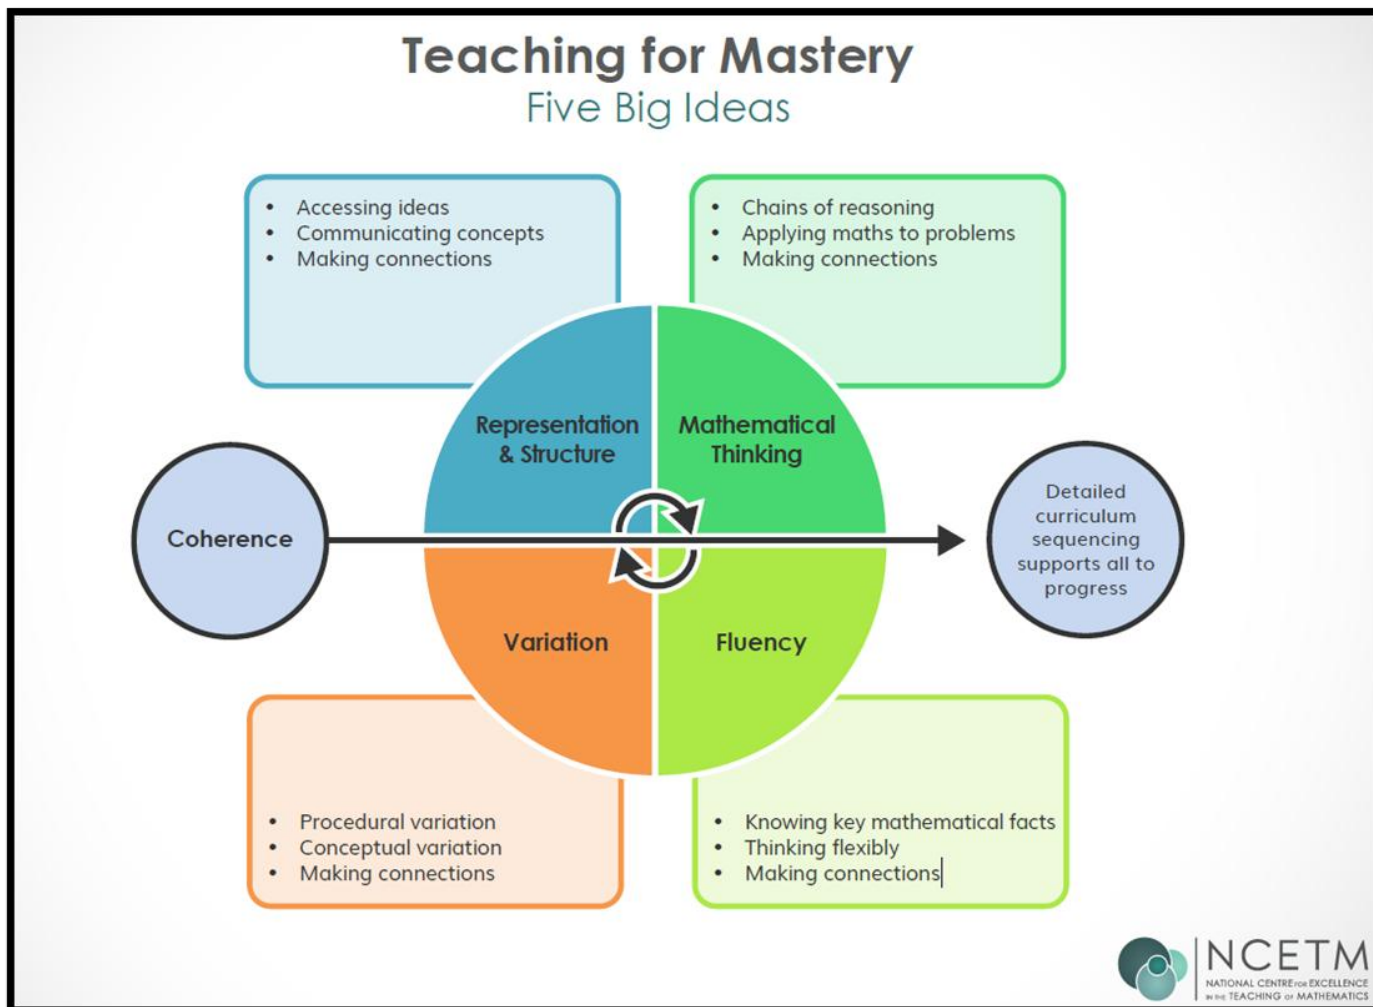 Teaching for Mastery
Five Big Ideas
• Accessing ideas
• Communicating concepts
• Making connections
• Chains of reasoning
• Applying maths to problems
• Making connections
Representation
& Structure
Mathematical
Thinking
Coherence
Detailed
curriculum
sequencing
supports all to
progress
Variation
Fluency
• Procedural variation
• Conceptual variation
• Making connections
• Knowing key mathematical facts
• Thinking flexibly
• Making connections
NCETM
NATIONAL CENTRE FOR EXCELLENCE
IN THE TEACHING OF MATHEMATICS